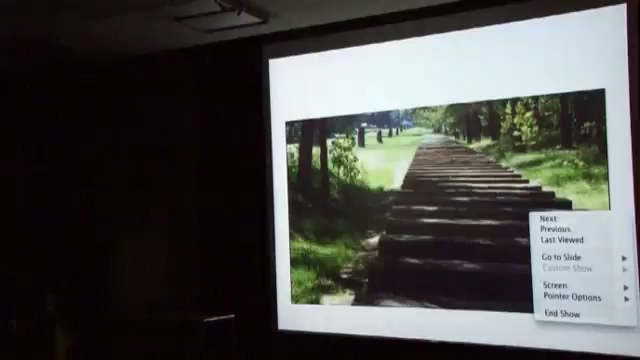 Next
Previous
Last Viewed
Go to Slide
Custom Show
Screen
Pointer Options
End Show